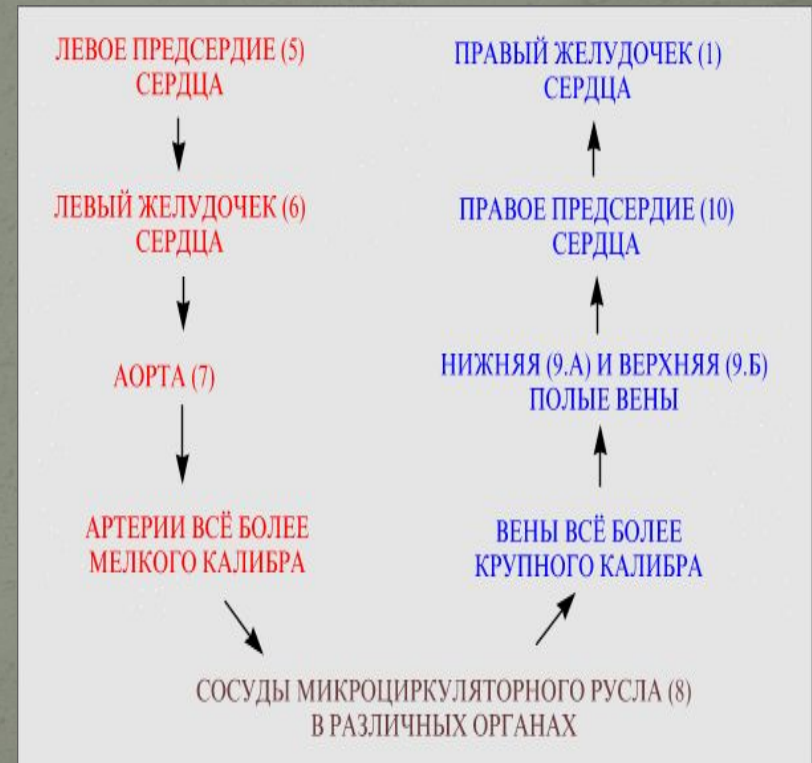 ЛЕВОЕ ПРЕДСЕРДИЕ (5)
СЕРДЦА
ЛЕВЫЙ ЖЕЛУДОЧЕК (6)
СЕРДЦА
АОРТА (7)
АРТЕРИИ ВСЁ БОЛЕЕ
МЕЛКОГО КАЛИБРА
СОСУДЫ МИКРОЦИРКУЛЯТОРНОГО РУСЛА (8)
В РАЗЛИЧНЫХ ОРГАНАХ
ВЕНЫ ВСЁ БОЛЕЕ
КРУПНОГО КАЛИБРА
НИЖНЯЯ (9.А) И ВЕРХНЯЯ (9.Б)
ПОЛЫЕ ВЕНЫ
ПРАВОЕ ПРЕДСЕРДИЕ (10)
СЕРДЦА
ПРАВЫЙ ЖЕЛУДОЧЕК (1)
СЕРДЦА